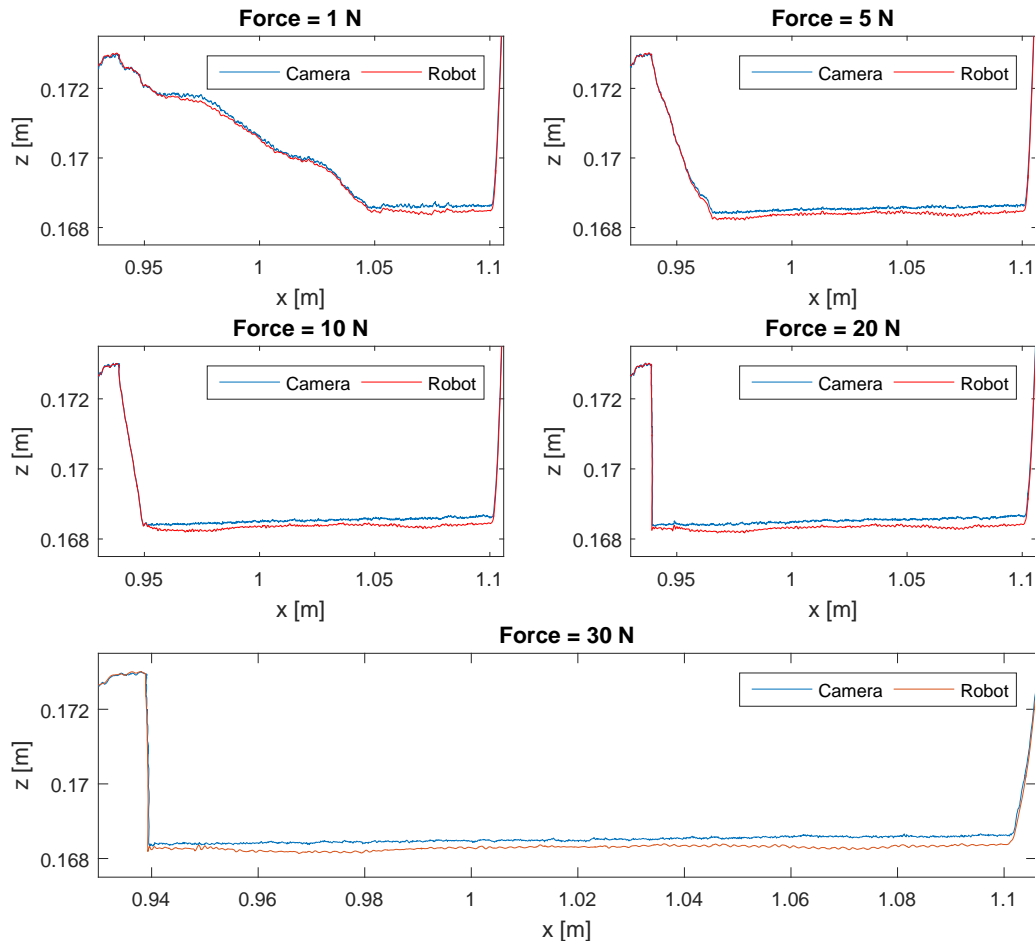 Force = 1 N
Camera Robot
z [m]
0.172
0.17
0.168
0.95 1 1.05 1.1
x [m]
Force = 5 N
Camera Robot
z [m]
0.172
0.17
0.168
0.95 1 1.05 1.1
x [m]
Force = 10 N
Camera Robot
z [m]
0.172
0.17
0.168
0.95 1 1.05 1.1
x [m]
Force = 20 N
Camera Robot
z [m]
0.172
0.17
0.168
0.95 1 1.05 1.1
x [m]
Force = 30 N
Camera Robot
z [m]
0.172
0.17
0.168
0.94 0.96 0.98 1 1.02 1.04 1.06 1.08 1.1
x [m]